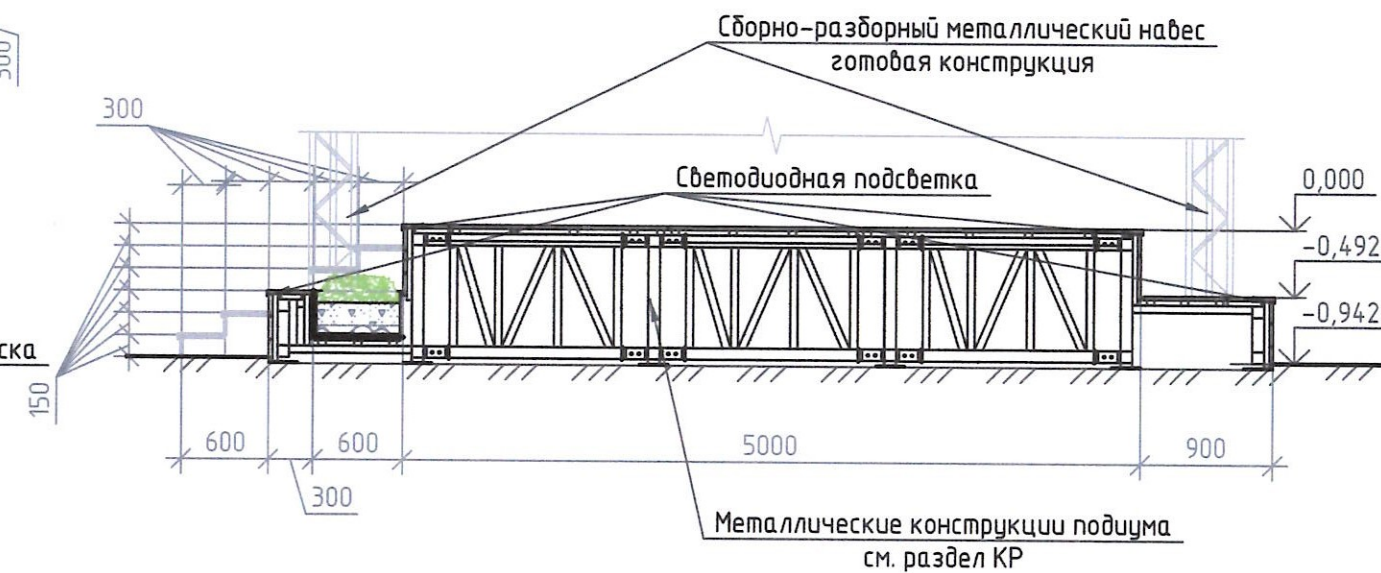 Сборно-разборный металлический навес
готовая конструкция
300
300
Светодиодная подсветка
0,000
-0,492
-0,942
ска
150
600
600
5000
900
300
Металлические конструкции подиума
см. раздел КР